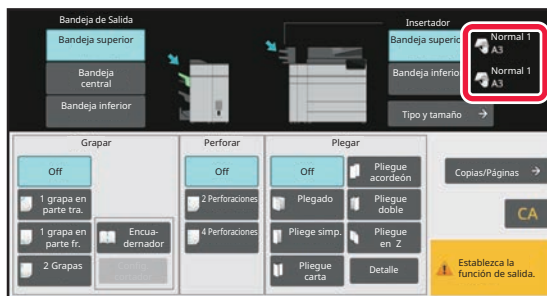 Bandeja de Salida
Bandeja superior
Bandeja
central
Bandeja inferior
Insertador
Bandeja superior
Normal 1
A3
Bandeja inferior
Normal 1
A3
Tipo y tamaño
Grapar
Off
1 grapa en
parte tra.
1 grapa en
parte fr.
2 Grapas
Encua-
dernador
Perforar
Off
2 Perforaciones
4 Perforaciones
Plegar
Off
Plegado
Pliege simp.
Pliegue
carta
Pliegue
acordeón
Pliegue
doble
Pliegue
en Z
Detalle
Copias/Páginas
CA
Establezca la
función de salida.